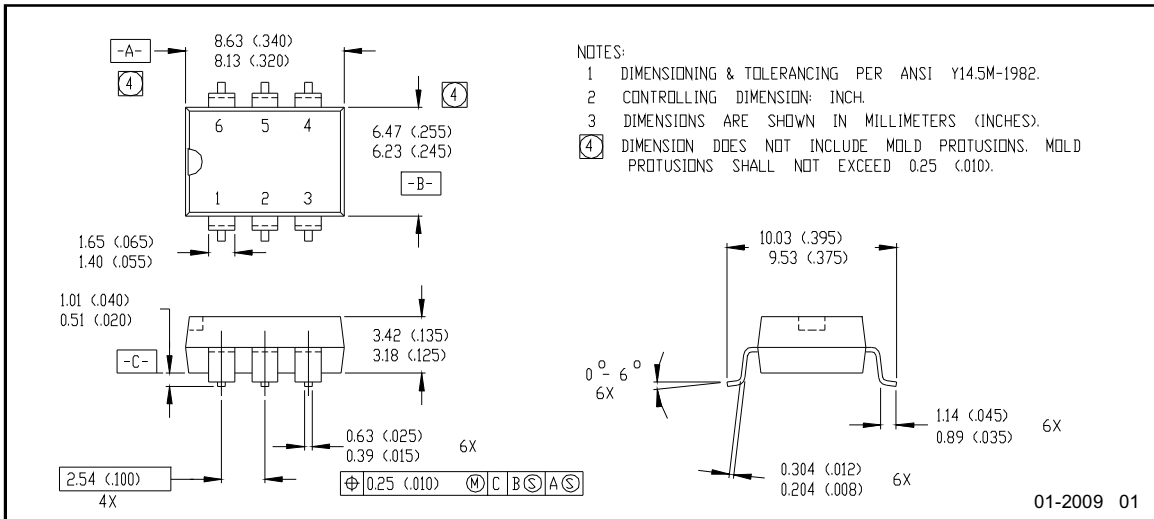 -A-
8.63 (.340)
8.13 (.320)
4
4
6 5 4
1 2 3
6.47 (.255)
6.23 (.245)
-B-
1.65 (.065)
1.40 (.055)
NOTES:
1 DIMENSIONING & TOLERANCING PER ANSI Y14.5M-1982.
2 CONTROLLING DIMENSION: INCH.
3 DIMENSIONS ARE SHOWN IN MILLIMETERS (INCHES).
4 DIMENSION DOES NOT INCLUDE MOLD PROTUSIONS. MOLD
PROTUSIONS SHALL NOT EXCEED 0.25 (.010).
1.01 (.040)
0.51 (.020)
-C-
3.42 (.135)
3.18 (.125)
0.63 (.025)
0.39 (.015)
6X
2.54 (.100)
4X
⌖ 0.25 (.010) Ⓜ C B Ⓢ A Ⓢ
10.03 (.395)
9.53 (.375)
0° - 6°
6X
1.14 (.045)
0.89 (.035)
6X
0.304 (.012)
0.204 (.008)
6X
01-2009 01